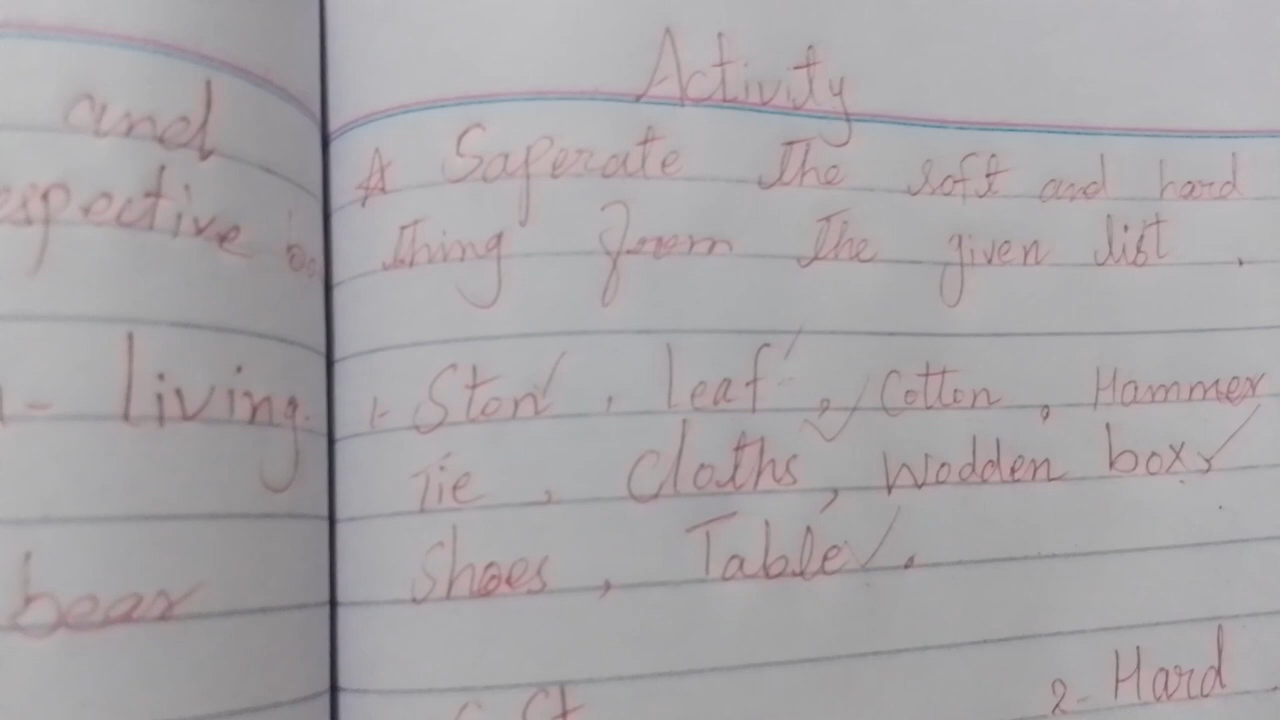 and
espective
1- living.
bear
Activity
Saperate The soft and hard
Thing from The given list .
1- Ston , leaf , Cotton , Hammer
Tie , Cloths , Wodden box
Shoes , Table .
2- Hard